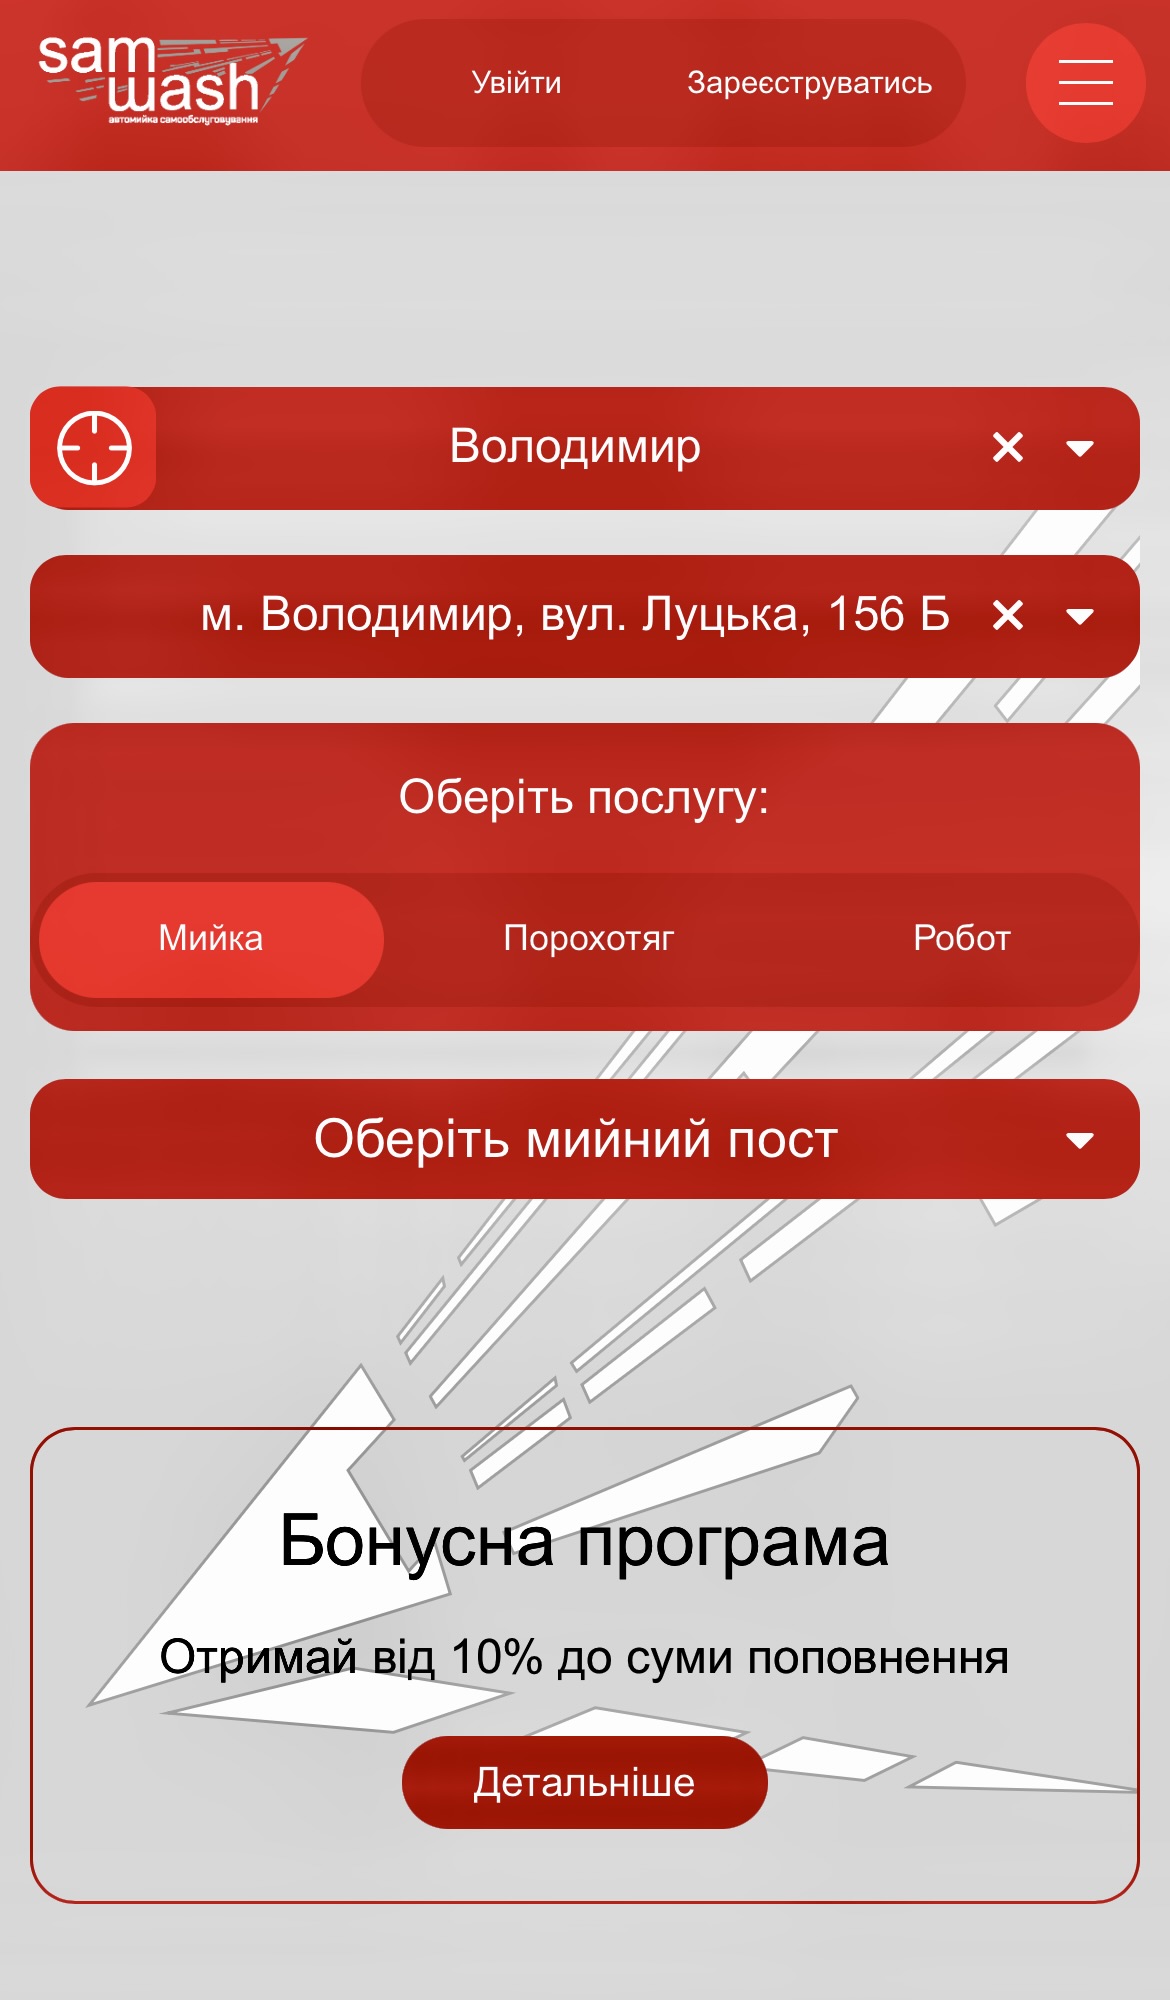 sam
wash
автомийка самообслуговування
Увійти
Зареєструватись
Володимир
м. Володимир, вул. Луцька, 156 Б
Оберіть послугу:
Мийка
Порохотяг
Робот
Оберіть мийний пост
Бонусна програма
Отримай від 10% до суми поповнення
Детальніше